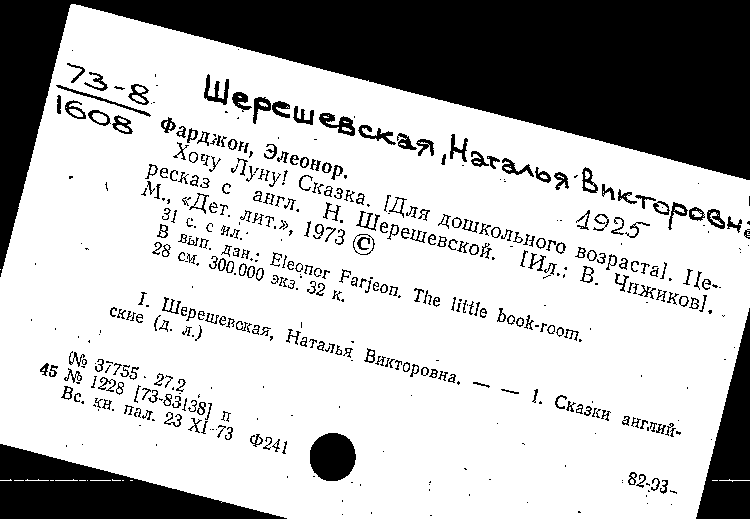 73-8
1608
Шерешевская, Наталья Викторовна
1925
Фарджон, Элеонор.
Хочу Луну! Сказка. [Для дошкольного возраста]. Пе-
ресказ с англ. Н. Шерешевской. [Ил.: В. Чижиков].
М., «Дет. лит.», 1973 ©
31 с. с ил.
В вып. дан.: Eleonor Farjeon. The little book-room.
28 см. 300.000 экз. 32 к.
I. Шерешевская, Наталья Викторовна. — — 1. Сказки англий-
ские (д. л.)
(№ 37755 27.2
45 № 1228 [73-83138] п
Вс. кн. пал. 23 XI-73 Ф241
82-93-